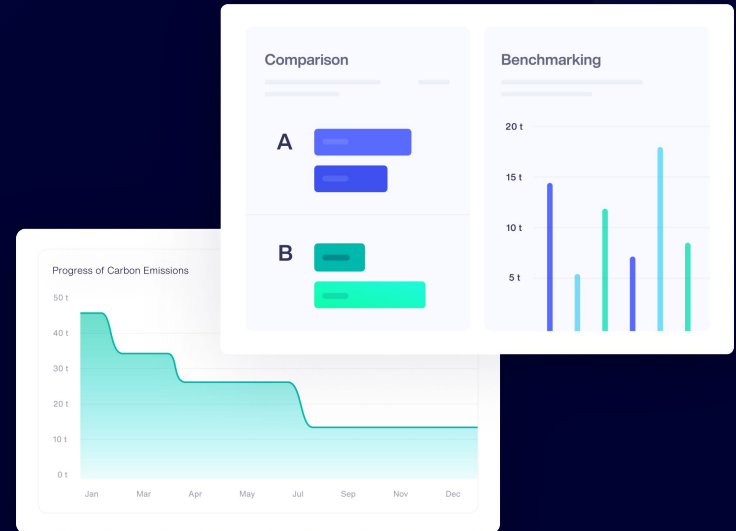 Comparison
A
B
Benchmarking
20 t
15 t
10 t
5 t
Progress of Carbon Emissions
50 t
40 t
30 t
20 t
10 t
0 t
Jan Mar Apr May Jul Sep Nov Dec